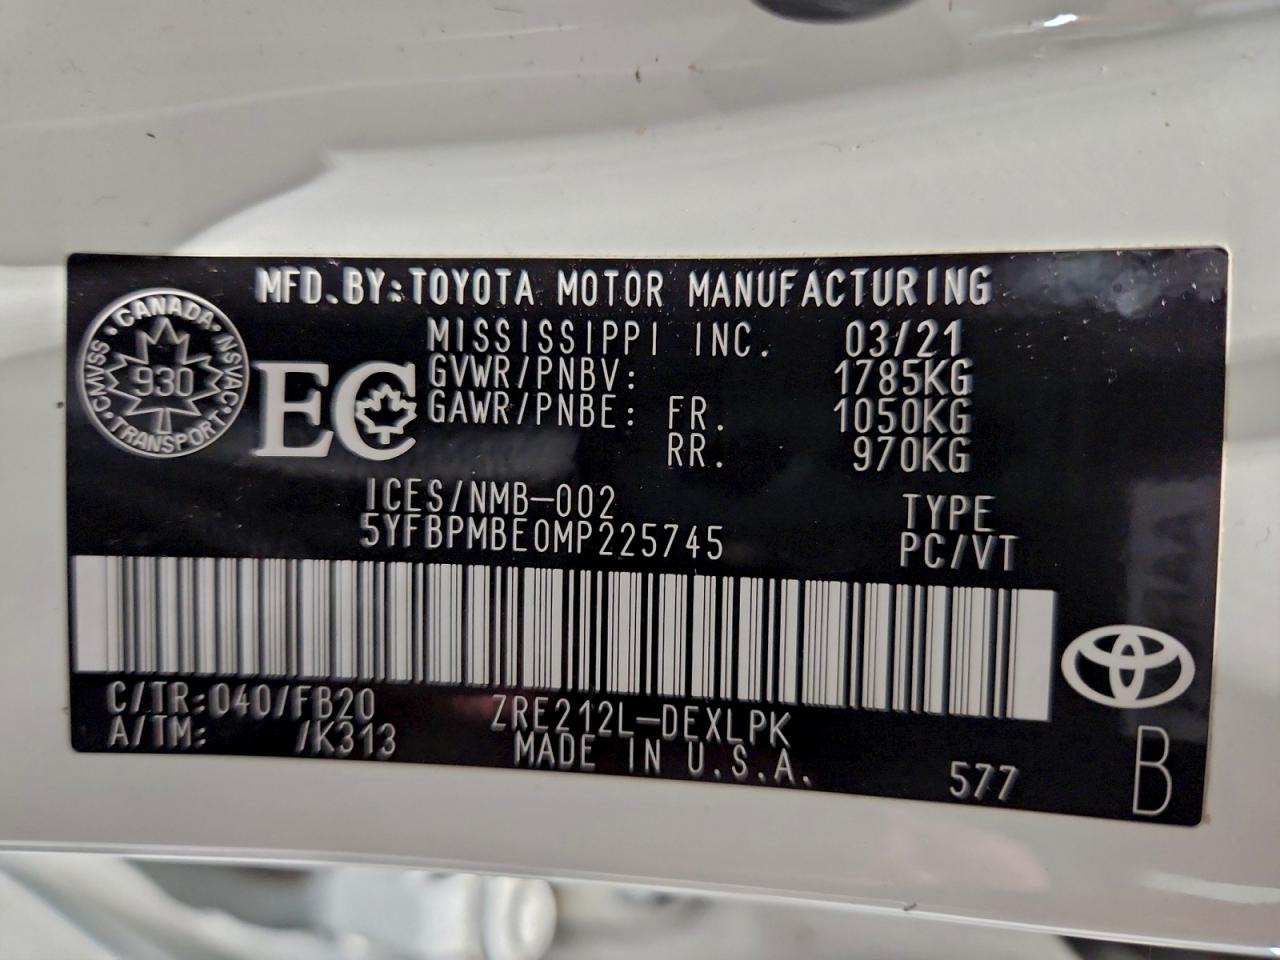 MFD.BY:TOYOTA MOTOR MANUFACTURING
MISSISSIPPI INC. 03/21
GVWR/PNBV: 1785KG
GAWR/PNBE: FR. 1050KG
RR. 970KG
CANADA
CMVSS NSVAC
930
TRANSPORT
EC
ICES/NMB-002 TYPE
5YFBPMBE0MP225745 PC/VT
C/TR:040/FB20 ZRE212L-DEXLPK
A/TM: /K313 MADE IN U.S.A.
577 B